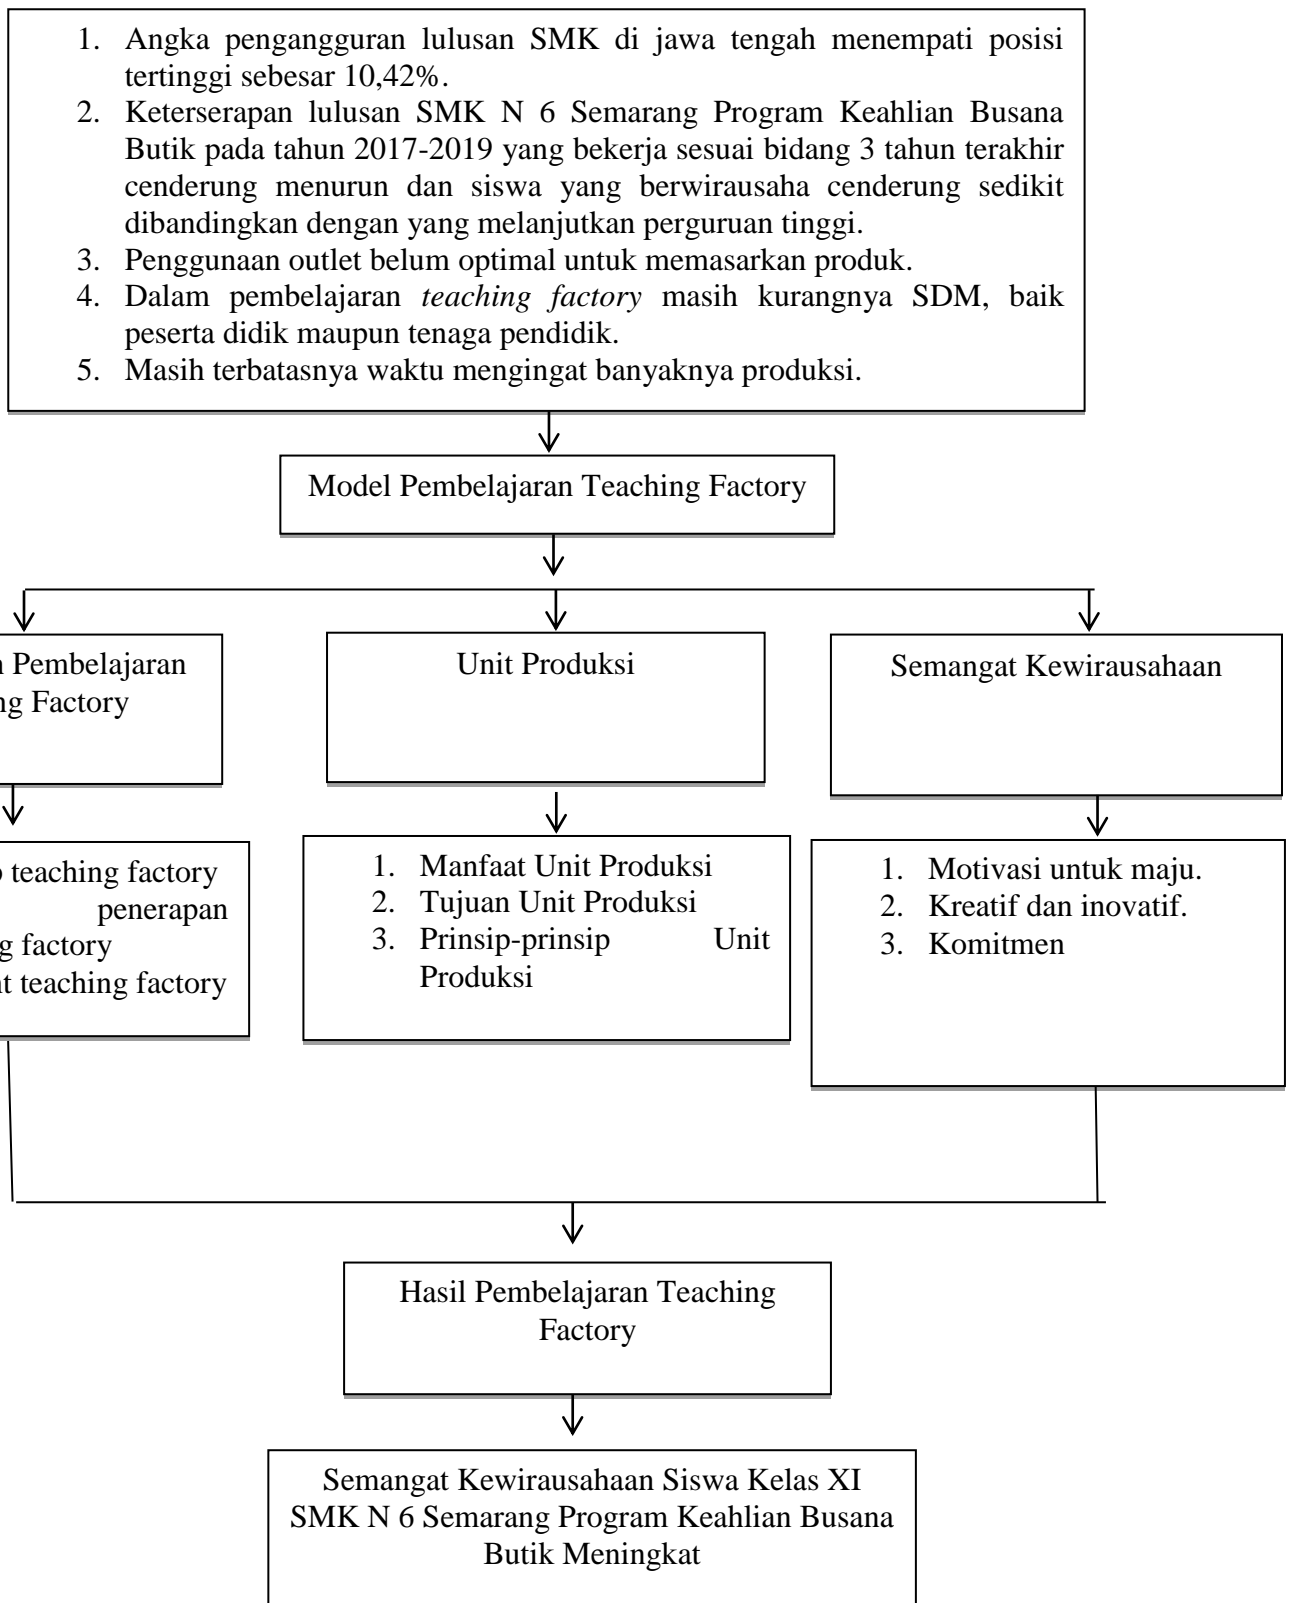 1. Angka pengangguran lulusan SMK di jawa tengah menempati posisi
tertinggi sebesar 10,42%.
2. Keterserapan lulusan SMK N 6 Semarang Program Keahlian Busana
Butik pada tahun 2017-2019 yang bekerja sesuai bidang 3 tahun terakhir
cenderung menurun dan siswa yang berwirausaha cenderung sedikit
dibandingkan dengan yang melanjutkan perguruan tinggi.
3. Penggunaan outlet belum optimal untuk memasarkan produk.
4. Dalam pembelajaran teaching factory masih kurangnya SDM, baik
peserta didik maupun tenaga pendidik.
5. Masih terbatasnya waktu mengingat banyaknya produksi.
Model Pembelajaran Teaching Factory
Pembelajaran
Factory
Unit Produksi
Semangat Kewirausahaan
teaching factory
penerapan
factory
teaching factory
1. Manfaat Unit Produksi
2. Tujuan Unit Produksi
3. Prinsip-prinsip Unit
Produksi
1. Motivasi untuk maju.
2. Kreatif dan inovatif.
3. Komitmen
Hasil Pembelajaran Teaching
Factory
Semangat Kewirausahaan Siswa Kelas XI
SMK N 6 Semarang Program Keahlian Busana
Butik Meningkat